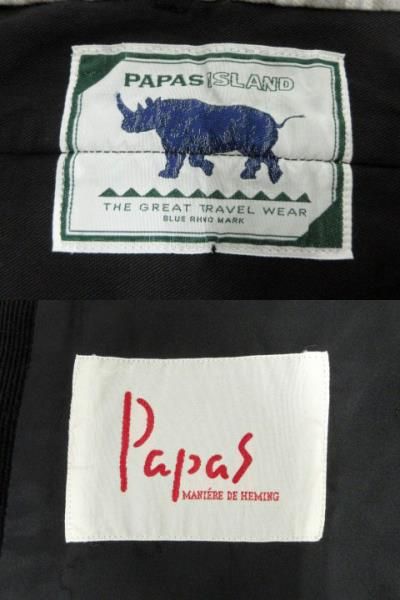 PAPAS ISLAND
THE GREAT TRAVEL WEAR
BLUE RHINO MARK
Papas
MANIÉRE DE HEMING